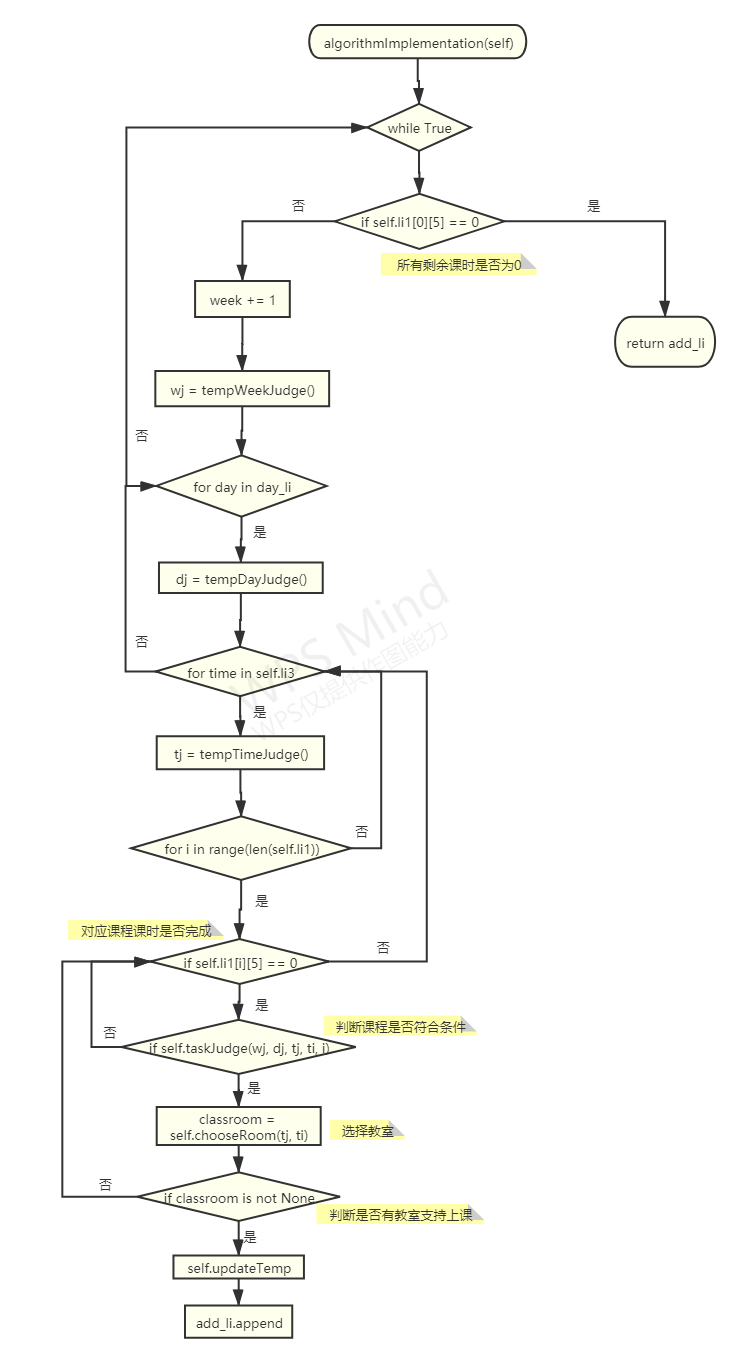 algorithmImplementation(self)
while True
否
是
if self.li1[0][5] == 0
所有剩余课时是否为0
week += 1
return add_li
wj = tempWeekJudge()
否
for day in day_li
是
dj = tempDayJudge()
否
for time in self.li3
是
tj = tempTimeJudge()
否
for i in range(len(self.li1))
是
对应课程课时是否完成
否
if self.li1[i][5] == 0
是
判断课程是否符合条件
否
if self.taskJudge(wj, dj, tj, ti, i)
是
classroom =
self.chooseRoom(tj, ti)
选择教室
否
if classroom is not None
判断是否有教室支持上课
是
self.updateTemp
add_li.append
WPS Mind
WPS仅提供作图能力